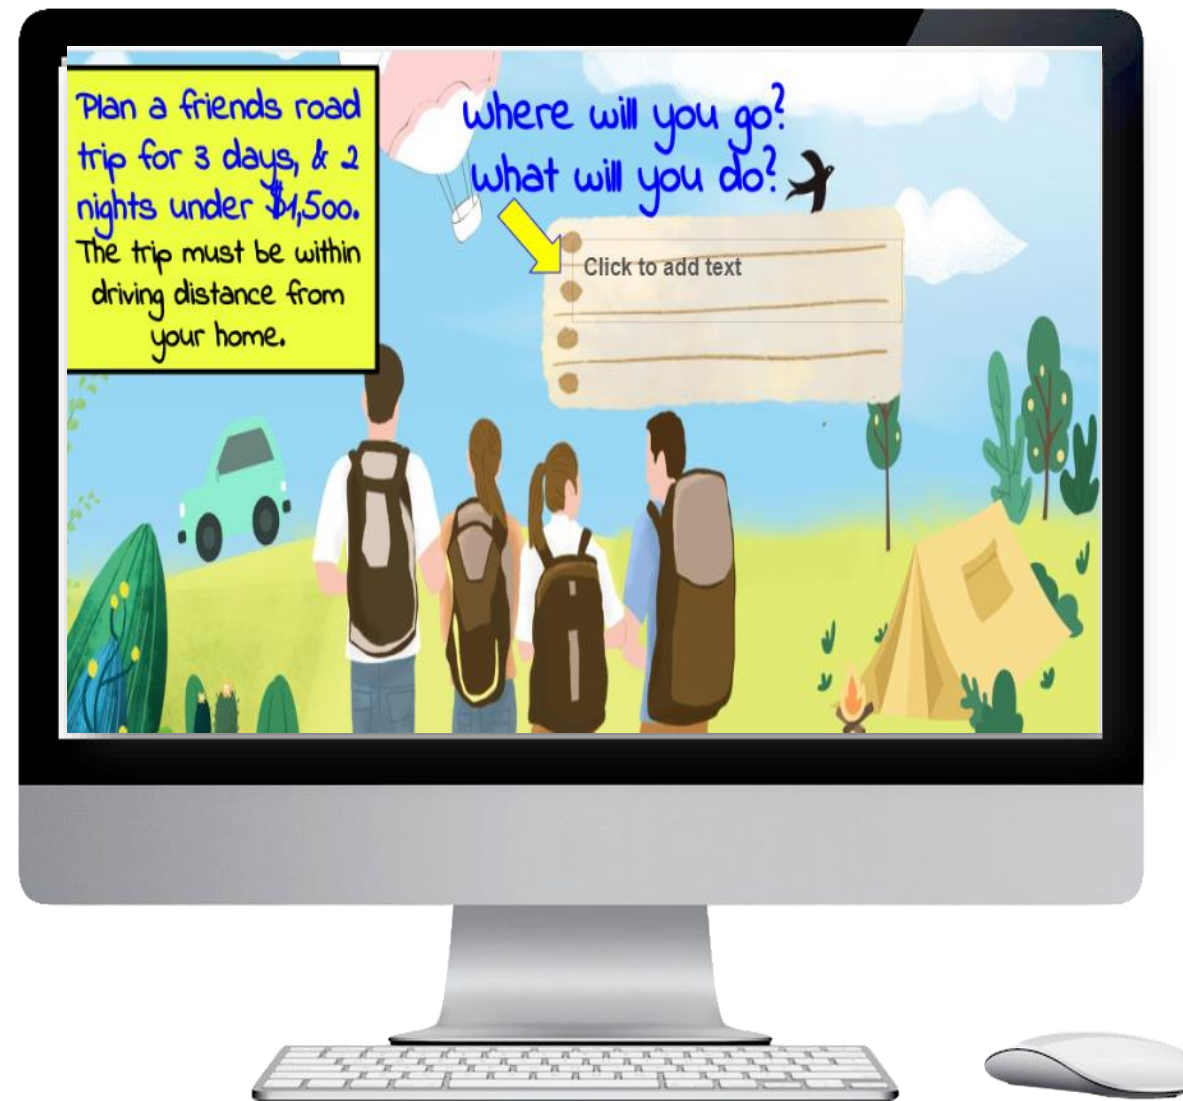 Plan a friends road
trip for 3 days, & 2
nights under $1,500.
The trip must be within
driving distance from
your home.
Where will you go?
What will you do?
Click to add text